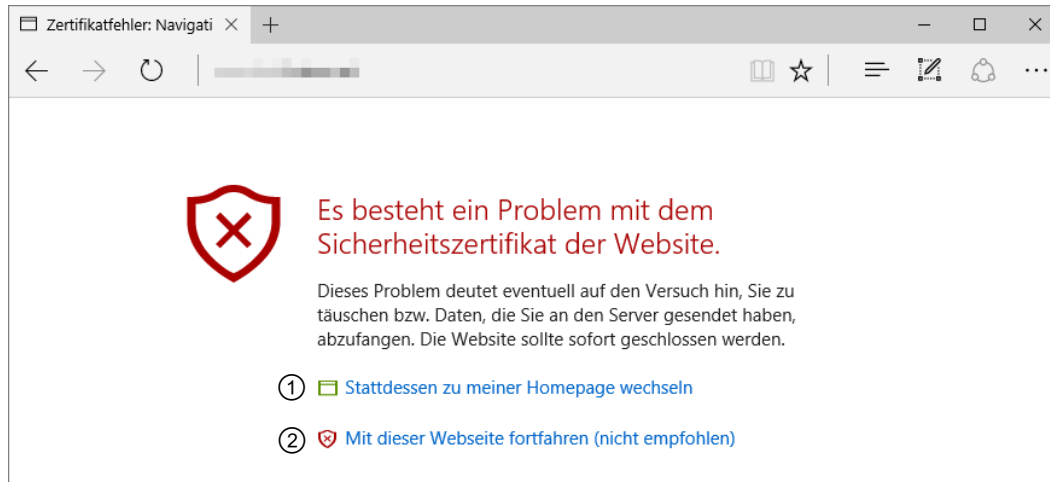 Zertifikatfehler: Navigati
Es besteht ein Problem mit dem
Sicherheitszertifikat der Website.
Dieses Problem deutet eventuell auf den Versuch hin, Sie zu
täuschen bzw. Daten, die Sie an den Server gesendet haben,
abzufangen. Die Website sollte sofort geschlossen werden.
1 Stattdessen zu meiner Homepage wechseln
2 Mit dieser Webseite fortfahren (nicht empfohlen)